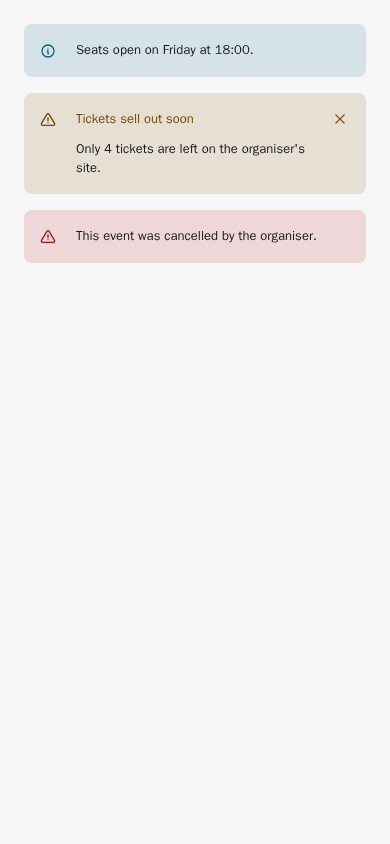 Seats open on Friday at 18:00.
Tickets sell out soon
Only 4 tickets are left on the organiser's
site.
This event was cancelled by the organiser.